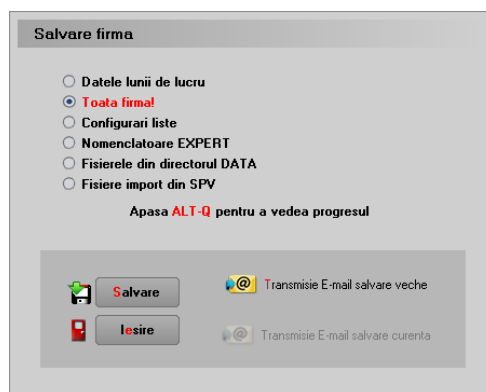 Salvare firma
Datele lunii de lucru
Toata firma!
Configurari liste
Nomenclatoare EXPERT
Fisierele din directorul DATA
Fisiere import din SPV
Apasa ALT-Q pentru a vedea progresul
Salvare
Transmisie E-mail salvare veche
Iesire
Transmisie E-mail salvare curenta